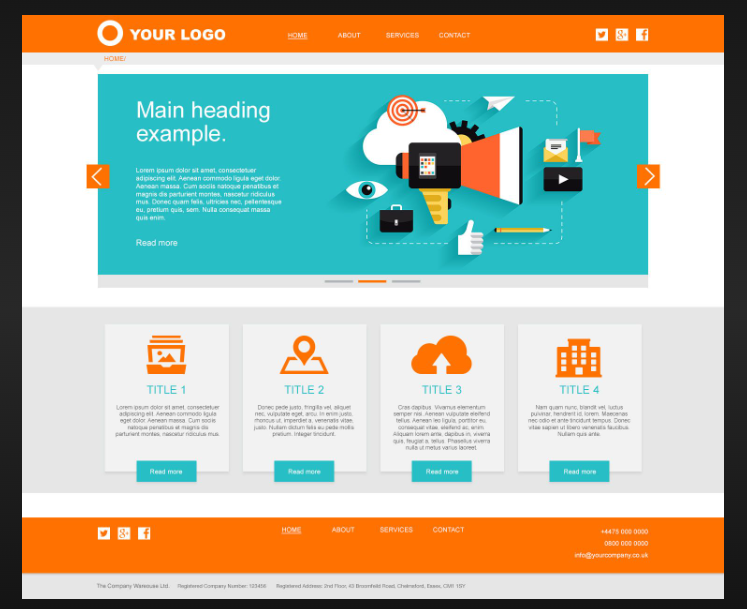 YOUR LOGO
HOME ABOUT SERVICES CONTACT
HOME/
Main heading
example.
Lorem ipsum dolor sit amet, consectetuer
adipiscing elit. Aenean commodo ligula eget dolor.
Aenean massa. Cum sociis natoque penatibus et
magnis dis parturient montes, nascetur ridiculus
mus. Donec quam felis, ultricies nec, pellentesque
eu, pretium quis, sem. Nulla consequat massa
quis enim.
Read more
TITLE 1
Lorem ipsum dolor sit amet, consectetuer
adipiscing elit. Aenean commodo ligula
eget dolor. Aenean massa. Cum sociis
natoque penatibus et magnis dis
parturient montes, nascetur ridiculus mus.
Read more
TITLE 2
Donec pede justo, fringilla vel, aliquet
nec, vulputate eget, arcu. In enim justo,
rhoncus ut, imperdiet a, venenatis vitae,
justo. Nullam dictum felis eu pede mollis
pretium. Integer tincidunt.
Read more
TITLE 3
Cras dapibus. Vivamus elementum
semper nisi. Aenean vulputate eleifend
tellus. Aenean leo ligula, porttitor eu,
consequat vitae, eleifend ac, enim.
Aliquam lorem ante, dapibus in, viverra
quis, feugiat a, tellus. Phasellus viverra
nulla ut metus varius laoreet.
Read more
TITLE 4
Nam quam nunc, blandit vel, luctus
pulvinar, hendrerit id, lorem. Maecenas
nec odio et ante tincidunt tempus. Donec
vitae sapien ut libero venenatis faucibus.
Nullam quis ante.
Read more
HOME ABOUT SERVICES CONTACT
+4475 000 0000
0800 000 0000
info@yourcompany.co.uk
The Company Warehuse Ltd. Registered Company Number: 123456 Registered Address: 2nd Floor, 43 Broomfield Road, Chelmsford, Essex, CM1 1SY